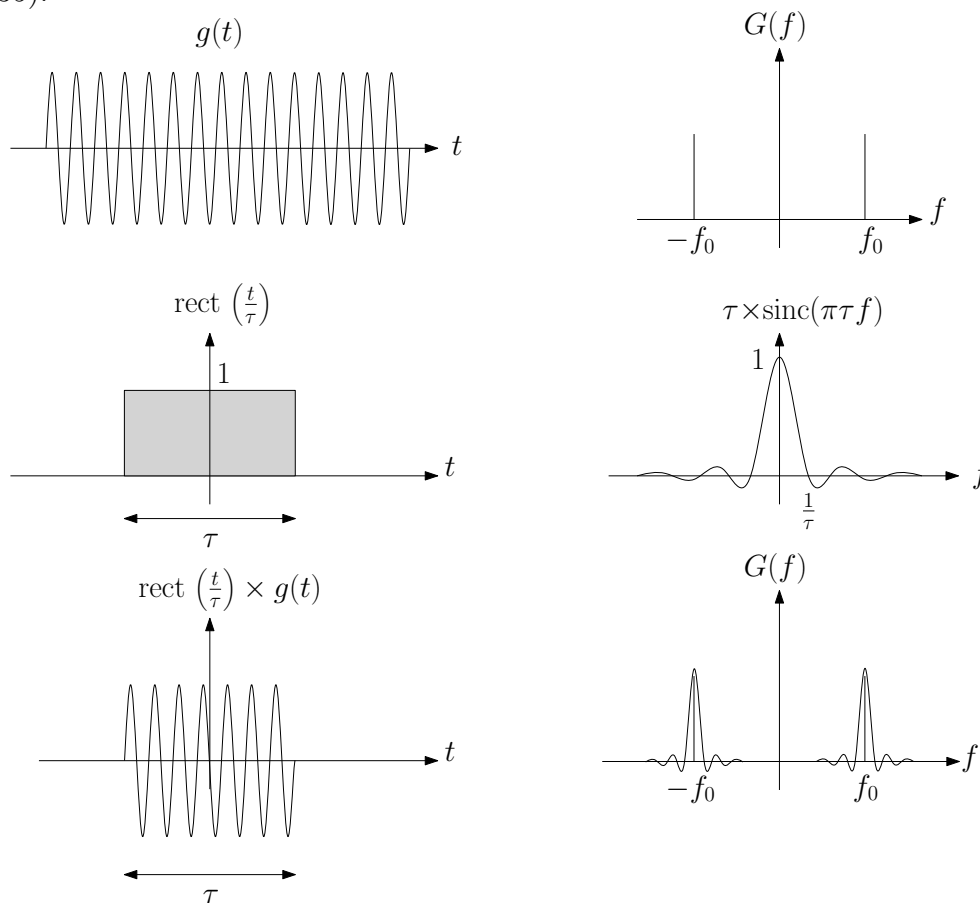 g(t)
G(f)
t
f
−f₀
f₀
rect (t/τ)
τ×sinc(πτf)
1
1
t
f
1/τ
τ
rect (t/τ) × g(t)
G(f)
t
f
−f₀
f₀
τ